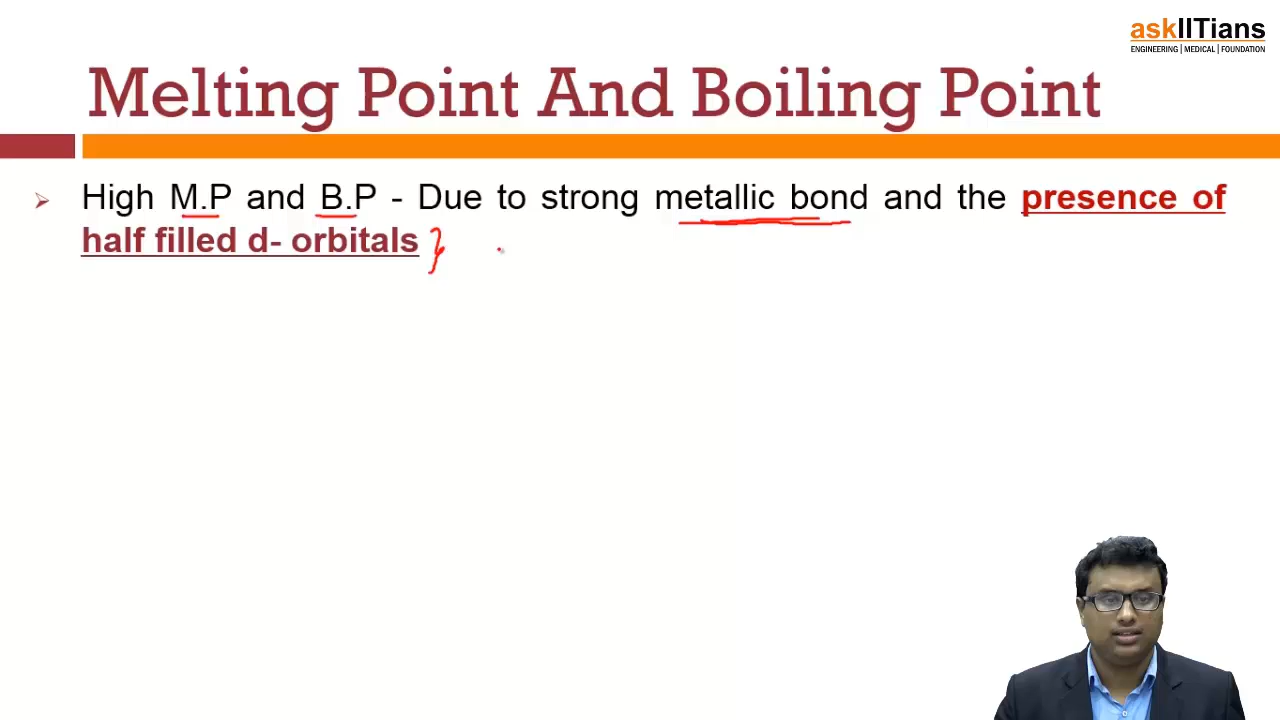 askIITians
ENGINEERING | MEDICAL | FOUNDATION
Melting Point And Boiling Point
High M.P and B.P - Due to strong metallic bond and the presence of
half filled d- orbitals